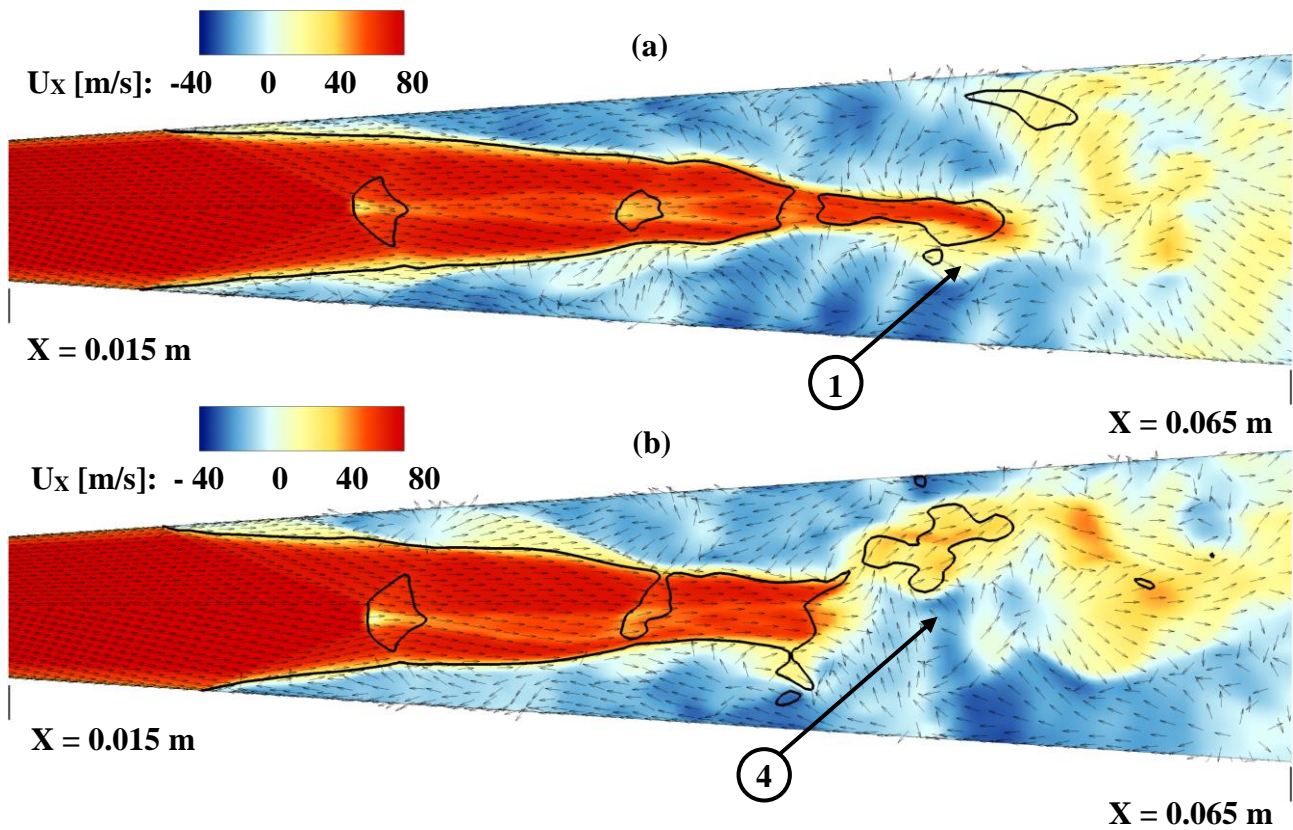 (a)
UX [m/s]: -40 0 40 80
X = 0.015 m
1
X = 0.065 m
(b)
UX [m/s]: - 40 0 40 80
X = 0.015 m
4
X = 0.065 m